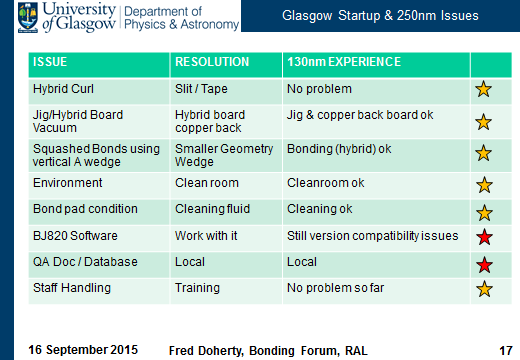 University of Glasgow
Department of
Physics & Astronomy
Glasgow Startup & 250nm Issues
ISSUE RESOLUTION 130nm EXPERIENCE
Hybrid Curl Slit / Tape No problem
Jig/Hybrid Board Vacuum Hybrid board copper back Jig & copper back board ok
Squashed Bonds using vertical A wedge Smaller Geometry Wedge Bonding (hybrid) ok
Environment Clean room Cleanroom ok
Bond pad condition Cleaning fluid Cleaning ok
BJ820 Software Work with it Still version compatibility issues
QA Doc / Database Local Local
Staff Handling Training No problem so far
16 September 2015 Fred Doherty, Bonding Forum, RAL 17